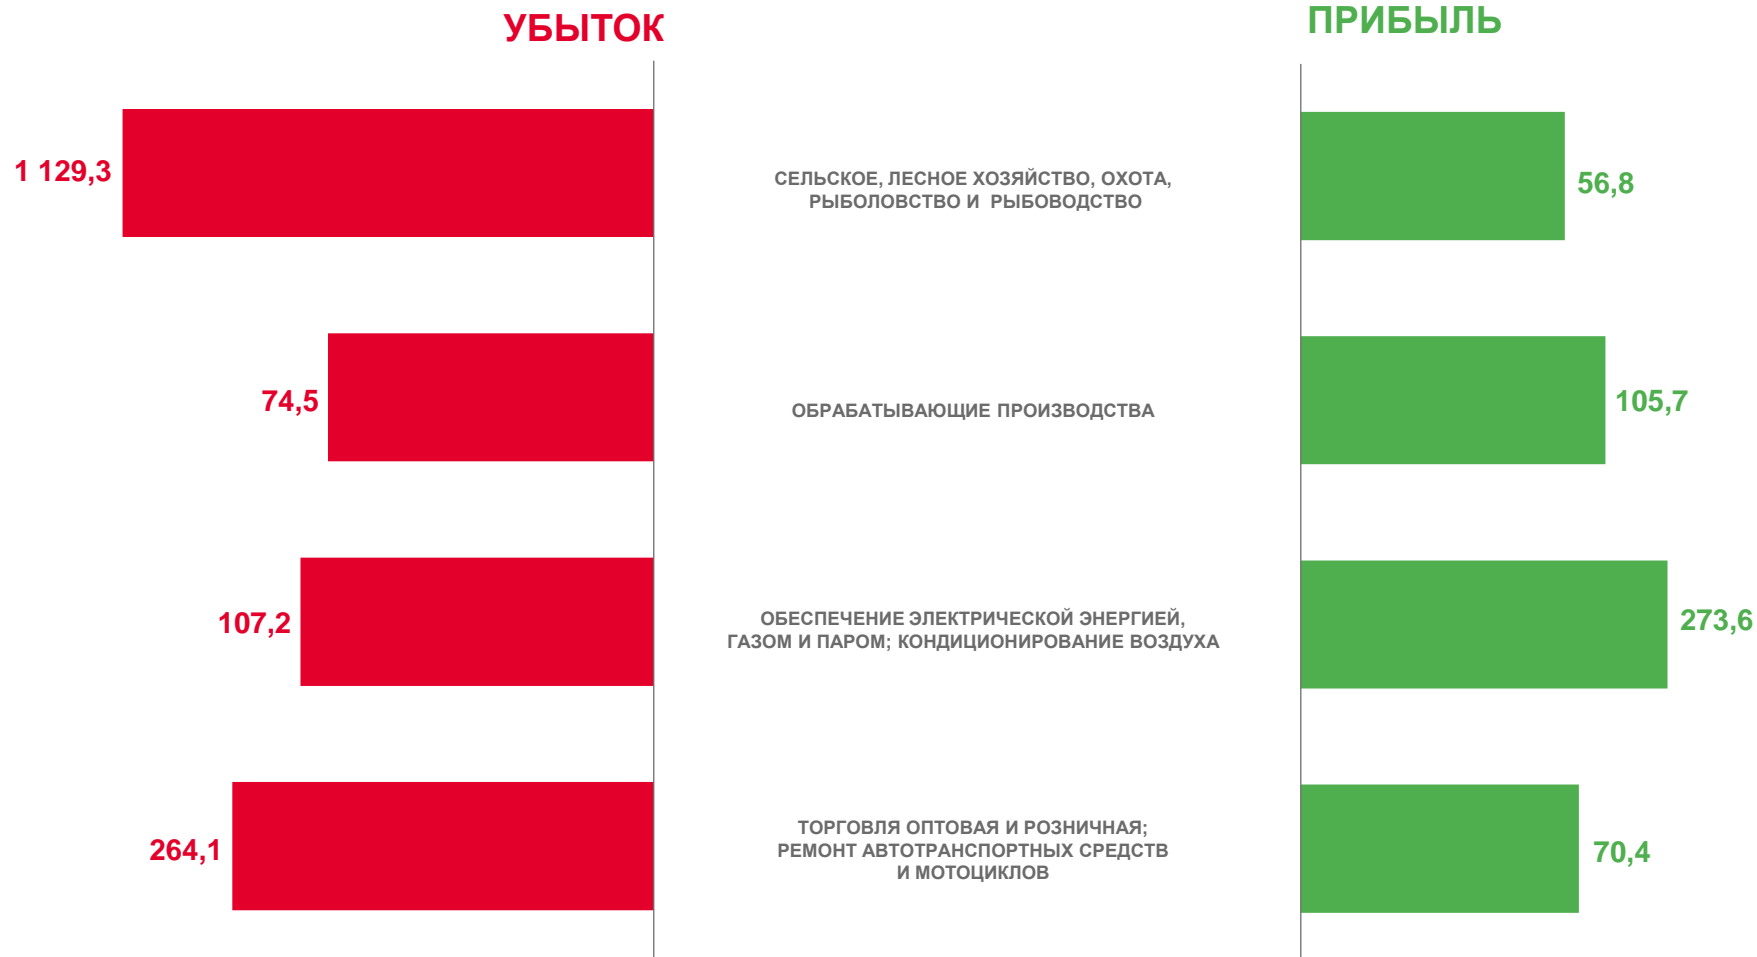 УБЫТОК
ПРИБЫЛЬ
1 129,3
СЕЛЬСКОЕ, ЛЕСНОЕ ХОЗЯЙСТВО, ОХОТА,
РЫБОЛОВСТВО И РЫБОВОДСТВО
56,8
74,5
ОБРАБАТЫВАЮЩИЕ ПРОИЗВОДСТВА
105,7
107,2
ОБЕСПЕЧЕНИЕ ЭЛЕКТРИЧЕСКОЙ ЭНЕРГИЕЙ,
ГАЗОМ И ПАРОМ; КОНДИЦИОНИРОВАНИЕ ВОЗДУХА
273,6
264,1
ТОРГОВЛЯ ОПТОВАЯ И РОЗНИЧНАЯ;
РЕМОНТ АВТОТРАНСПОРТНЫХ СРЕДСТВ
И МОТОЦИКЛОВ
70,4